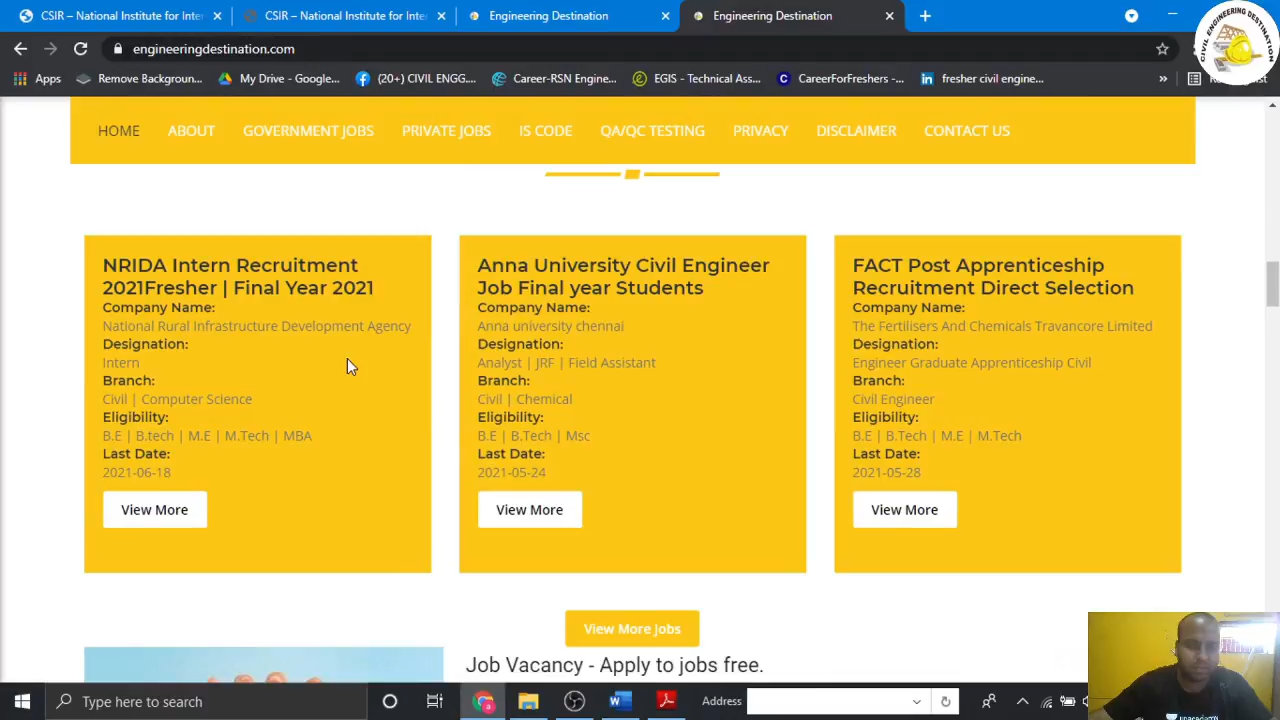 CSIR – National Institute for Inter
CSIR – National Institute for Inter
Engineering Destination
Engineering Destination
engineeringdestination.com
CIVIL ENGINEERING DESTINATION
Apps
Remove Backgroun...
My Drive - Google...
(20+) CIVIL ENGG...
Career-RSN Engine...
EGIS - Technical Ass...
CareerForFreshers -...
fresher civil engine...
»
HOME
ABOUT
GOVERNMENT JOBS
PRIVATE JOBS
IS CODE
QA/QC TESTING
PRIVACY
DISCLAIMER
CONTACT US
NRIDA Intern Recruitment
2021Fresher | Final Year 2021
Company Name:
National Rural Infrastructure Development Agency
Designation:
Intern
Branch:
Civil | Computer Science
Eligibility:
B.E | B.tech | M.E | M.Tech | MBA
Last Date:
2021-06-18
View More
Anna University Civil Engineer
Job Final year Students
Company Name:
Anna university chennai
Designation:
Analyst | JRF | Field Assistant
Branch:
Civil | Chemical
Eligibility:
B.E | B.Tech | Msc
Last Date:
2021-05-24
View More
FACT Post Apprenticeship
Recruitment Direct Selection
Company Name:
The Fertilisers And Chemicals Travancore Limited
Designation:
Engineer Graduate Apprenticeship Civil
Branch:
Civil Engineer
Eligibility:
B.E | B.Tech | M.E | M.Tech
Last Date:
2021-05-28
View More
View More Jobs
Job Vacancy - Apply to jobs free.
Type here to search
Address